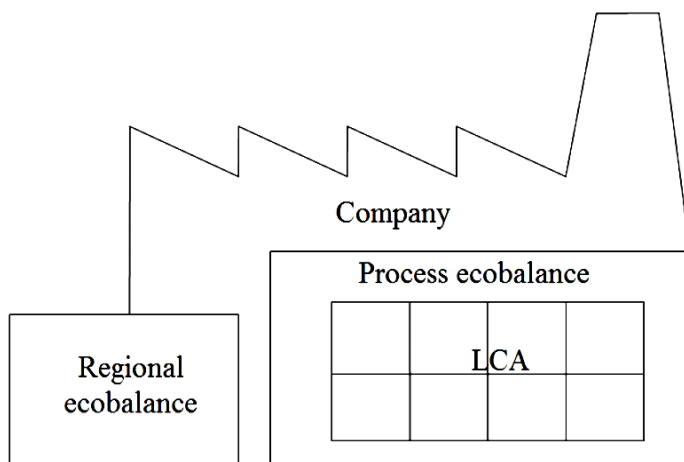 Company
Process ecobalance
LCA
Regional
ecobalance